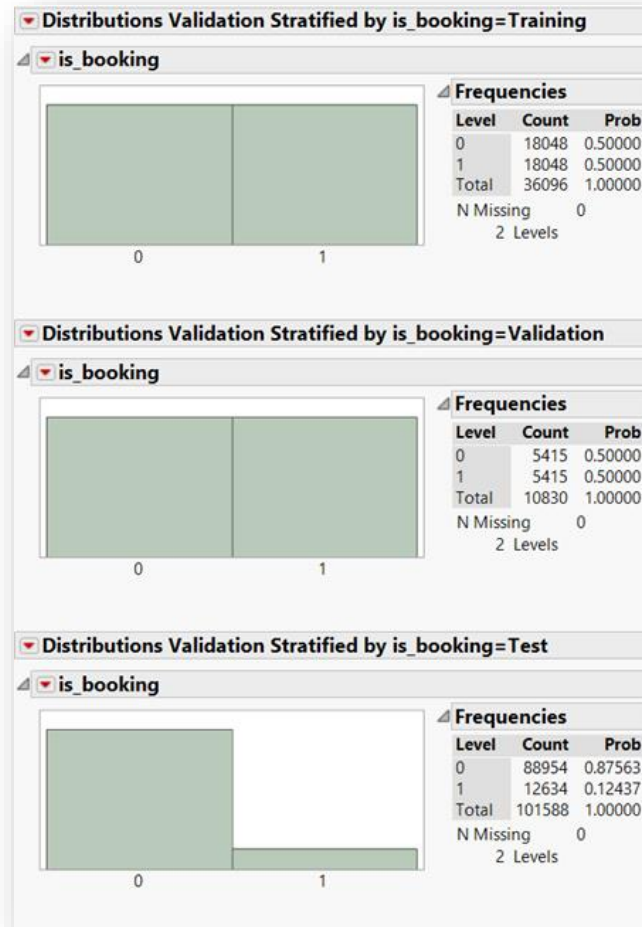 Distributions Validation Stratified by is_booking=Training
is_booking
Frequencies
Level Count Prob
0 18048 0.50000
1 18048 0.50000
Total 36096 1.00000
N Missing 0
2 Levels
0 1
Distributions Validation Stratified by is_booking=Validation
is_booking
Frequencies
Level Count Prob
0 5415 0.50000
1 5415 0.50000
Total 10830 1.00000
N Missing 0
2 Levels
0 1
Distributions Validation Stratified by is_booking=Test
is_booking
Frequencies
Level Count Prob
0 88954 0.87563
1 12634 0.12437
Total 101588 1.00000
N Missing 0
2 Levels
0 1